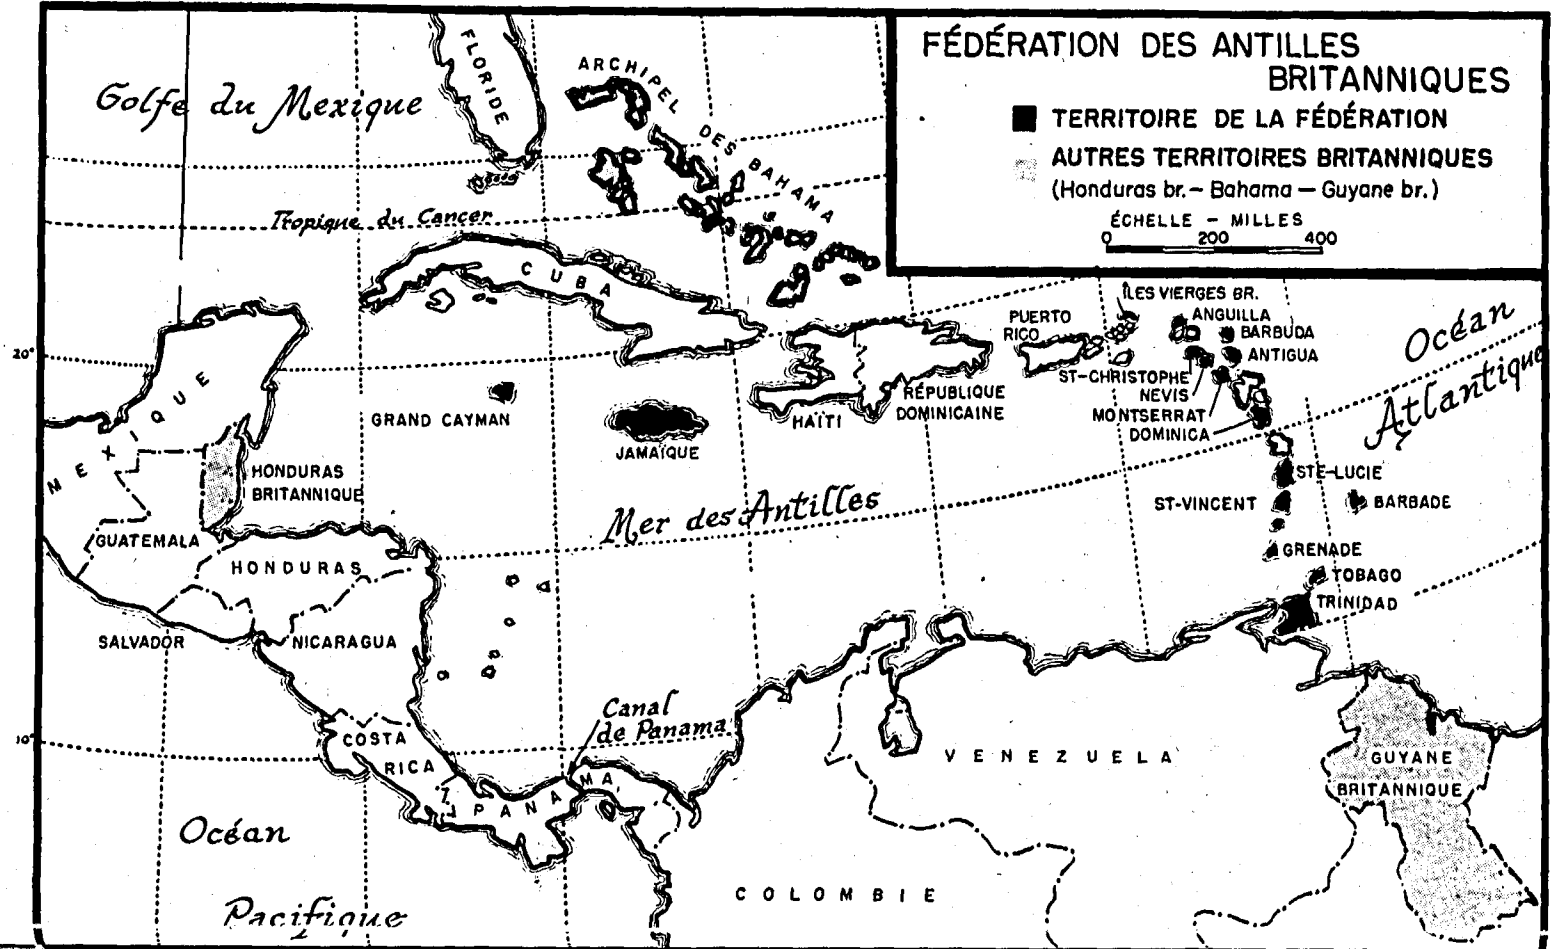 FÉDÉRATION DES ANTILLES
BRITANNIQUES
TERRITOIRE DE LA FÉDÉRATION
AUTRES TERRITOIRES BRITANNIQUES
(Honduras br. – Bahama – Guyane br.)
ÉCHELLE – MILLES
0 200 400
Golfe du Mexique
FLORIDE
ARCHIPEL DES BAHAMA
Tropique du Cancer
CUBA
20°
MEXIQUE
GRAND CAYMAN
JAMAÏQUE
HAÏTI
RÉPUBLIQUE
DOMINICAINE
PUERTO
RICO
ÎLES VIERGES BR.
ANGUILLA
BARBUDA
ANTIGUA
ST-CHRISTOPHE
NEVIS
MONTSERRAT
DOMINICA
Océan
Atlantique
HONDURAS
BRITANNIQUE
GUATEMALA
HONDURAS
SALVADOR
NICARAGUA
Mer des Antilles
STE-LUCIE
ST-VINCENT
BARBADE
GRENADE
TOBAGO
TRINIDAD
10°
COSTA
RICA
Canal
de Panama
PANAMA
VENEZUELA
GUYANE
BRITANNIQUE
COLOMBIE
Océan
Pacifique